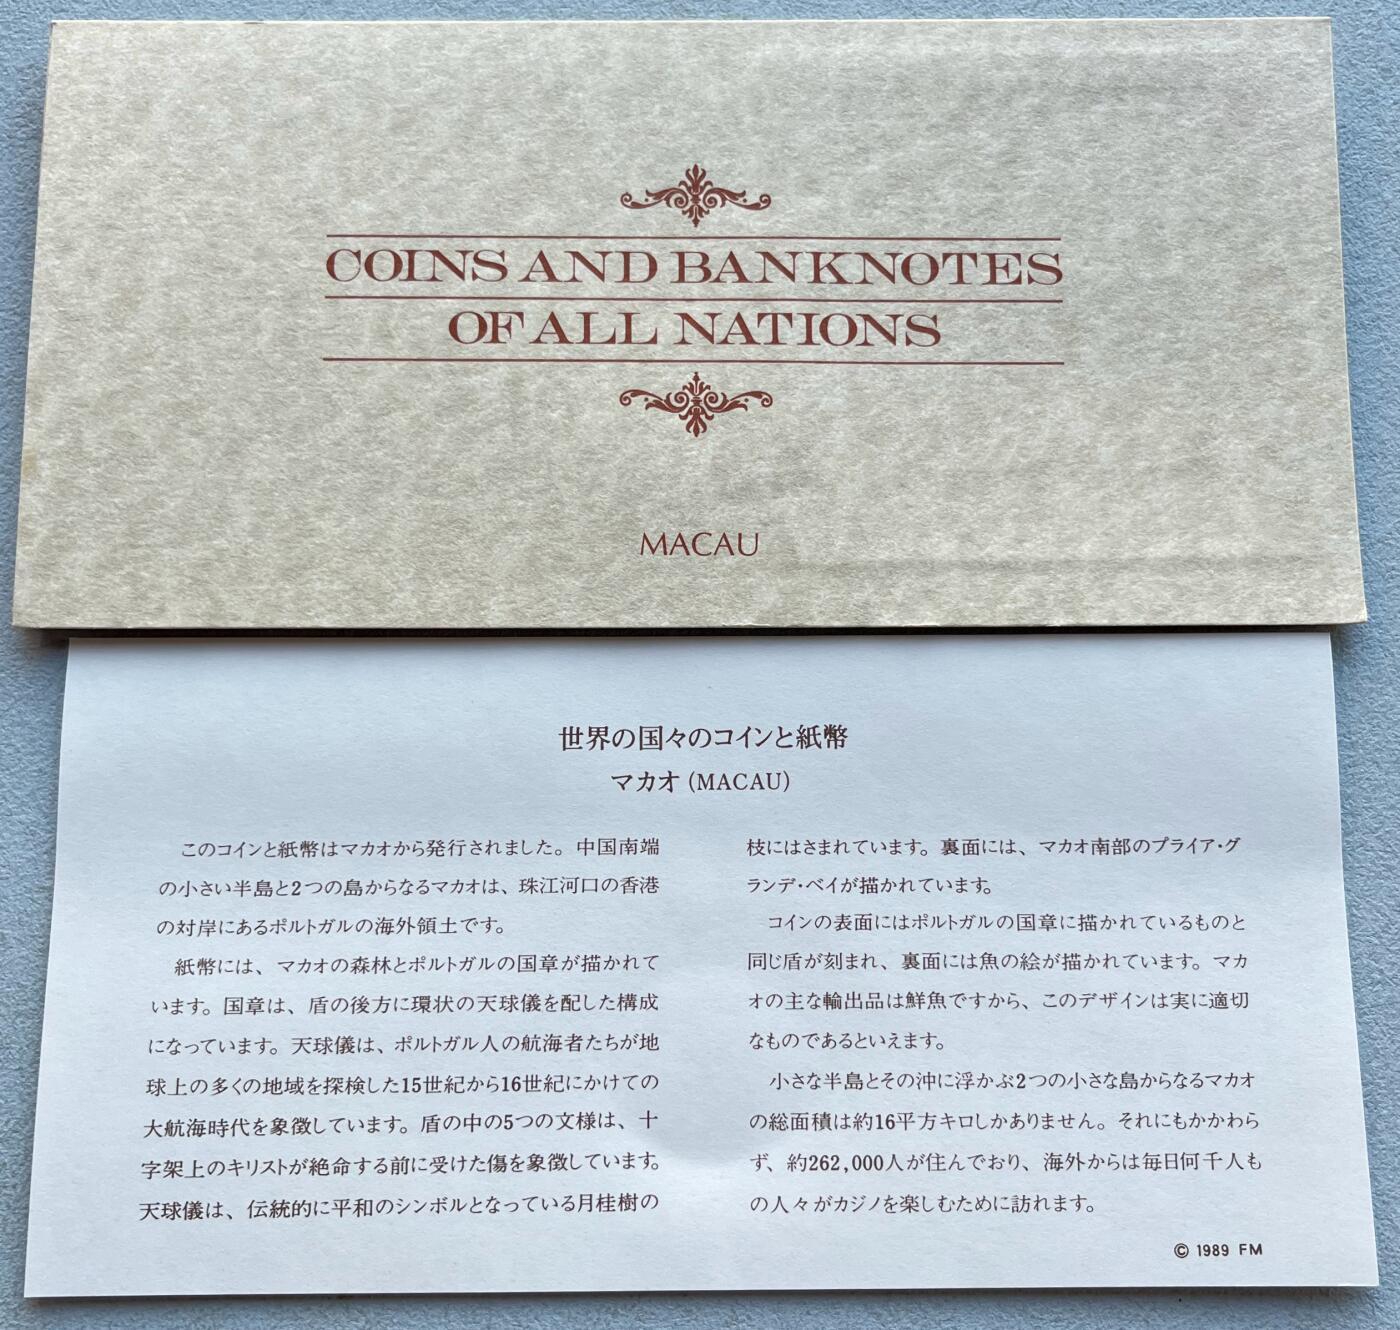 COINS AND BANKNOTES
OF ALL NATIONS
MACAU
世界の国々のコインと紙幣
マカオ (MACAU)
このコインと紙幣はマカオから発行されました。中国南端
の小さい半島と2つの島からなるマカオは、珠江河口の香港
の対岸にあるポルトガルの海外領土です。
紙幣には、マカオの森林とポルトガルの国章が描かれて
います。国章は、盾の後方に環状の天球儀を配した構成
になっています。天球儀は、ポルトガル人の航海者たちが地
球上の多くの地域を探検した15世紀から16世紀にかけての
大航海時代を象徴しています。盾の中の5つの文様は、十
字架上のキリストが絶命する前に受けた傷を象徴しています。
天球儀は、伝統的に平和のシンボルとなっている月桂樹の
枝にはさまれています。裏面には、マカオ南部のプライア・グ
ランデ・ベイが描かれています。
コインの表面にはポルトガルの国章に描かれているものと
同じ盾が刻まれ、裏面には魚の絵が描かれています。マカ
オの主な輸出品は鮮魚ですから、このデザインは実に適切
なものであるといえます。
小さな半島とその沖に浮かぶ2つの小さな島からなるマカオ
の総面積は約16平方キロしかありません。それにもかかわら
ず、約262,000人が住んでおり、海外からは毎日何千人も
の人々がカジノを楽しむために訪れます。
© 1989 FM